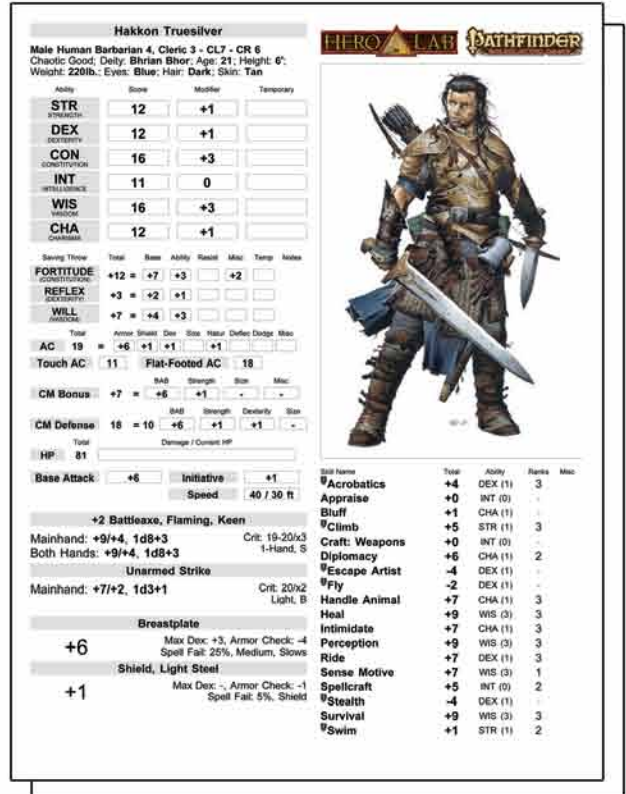 Hakkon Truesilver
Male Human Barbarian 4, Cleric 3 - CL7 - CR 6
Chaotic Good; Deity: Bhrian Bhor; Age: 21; Height: 6';
Weight: 220lb.; Eyes: Blue; Hair: Dark; Skin: Tan
Ability Score Modifier Temporary
STR STRENGTH 12 +1
DEX DEXTERITY 12 +1
CON CONSTITUTION 16 +3
INT INTELLIGENCE 11 0
WIS WISDOM 16 +3
CHA CHARISMA 12 +1
Saving Throw Total Base Ability Resist Misc Temp Notes
FORTITUDE (CONSTITUTION) +12 = +7 +3 +2
REFLEX (DEXTERITY) +3 = +2 +1
WILL (WISDOM) +7 = +4 +3
Total Armor Shield Dex Size Natur Deflec Dodge Misc
AC 19 = +6 +1 +1 +1
Touch AC 11 Flat-Footed AC 18
BAB Strength Size Misc
CM Bonus +7 = +6 +1 - -
BAB Strength Dexterity Size
CM Defense 18 = 10 +6 +1 +1 -
Total Damage / Current HP
HP 81
Base Attack +6 Initiative +1
Speed 40 / 30 ft
+2 Battleaxe, Flaming, Keen
Mainhand: +9/+4, 1d8+3 Crit: 19-20/x3
Both Hands: +9/+4, 1d8+3 1-Hand, S
Unarmed Strike
Mainhand: +7/+2, 1d3+1 Crit: 20/x2
Light, B
Breastplate
+6 Max Dex: +3, Armor Check: -4
Spell Fail: 25%, Medium, Slows
Shield, Light Steel
+1 Max Dex: -, Armor Check: -1
Spell Fail: 5%, Shield
HERO LAB PATHFINDER
Skill Name Total Ability Ranks Misc
Acrobatics +4 DEX (1) 3
Appraise +0 INT (0) -
Bluff +1 CHA (1) -
Climb +5 STR (1) 3
Craft: Weapons +0 INT (0) -
Diplomacy +6 CHA (1) 2
Escape Artist -4 DEX (1) -
Fly -2 DEX (1) -
Handle Animal +7 CHA (1) 3
Heal +9 WIS (3) 3
Intimidate +7 CHA (1) 3
Perception +9 WIS (3) 3
Ride +7 DEX (1) 3
Sense Motive +7 WIS (3) 1
Spellcraft +5 INT (0) 2
Stealth -4 DEX (1) -
Survival +9 WIS (3) 3
Swim +1 STR (1) 2